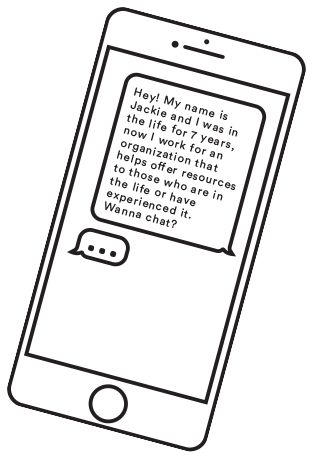 Hey! My name is
Jackie and I was in
the life for 7 years,
now I work for an
organization that
helps offer resources
to those who are in
the life or have
experienced it.
Wanna chat?